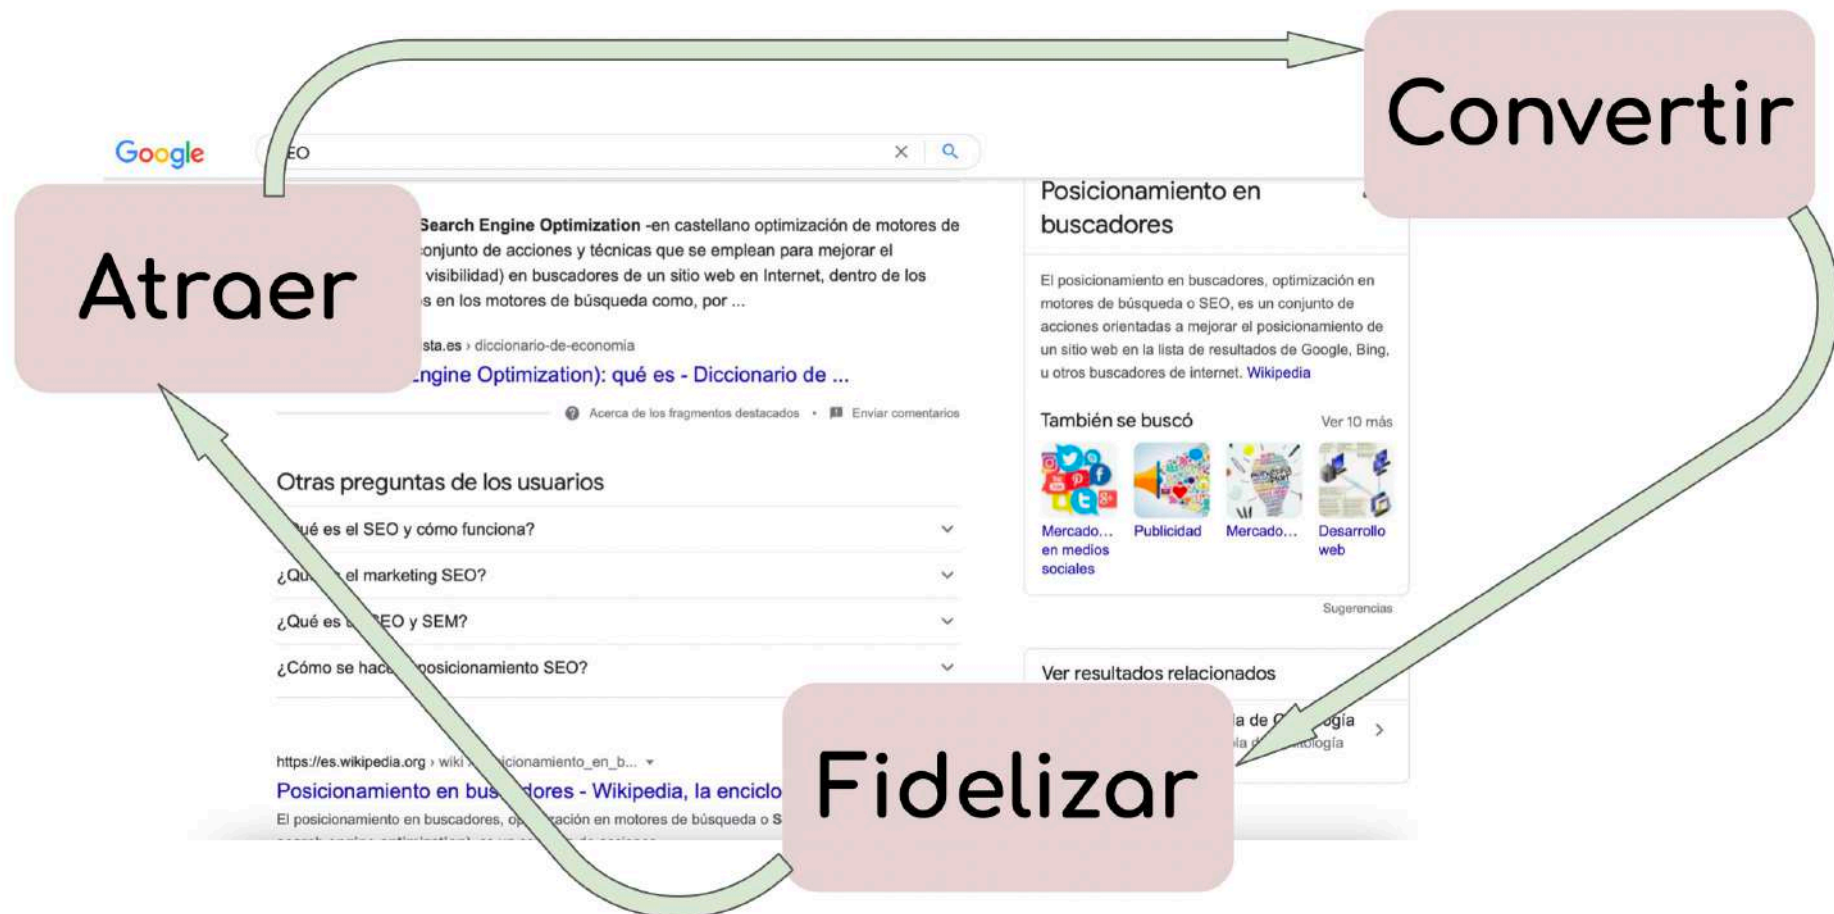 Convertir
Google
EO
Atraer
Search Engine Optimization -en castellano optimización de motores de
conjunto de acciones y técnicas que se emplean para mejorar el
visibilidad) en buscadores de un sitio web en Internet, dentro de los
en los motores de búsqueda como, por ...
sta.es › diccionario-de-economia
Engine Optimization): qué es - Diccionario de ...
Acerca de los fragmentos destacados • Enviar comentarios
Otras preguntas de los usuarios
ué es el SEO y cómo funciona?
el marketing SEO?
¿Qué es SEO y SEM?
¿Cómo se hace posicionamiento SEO?
https://es.wikipedia.org › wiki
icionamiento_en_b...
Posicionamiento en buscadores - Wikipedia, la enciclo
El posicionamiento en buscadores, optimización en motores de búsqueda o S
Posicionamiento en
buscadores
El posicionamiento en buscadores, optimización en
motores de búsqueda o SEO, es un conjunto de
acciones orientadas a mejorar el posicionamiento de
un sitio web en la lista de resultados de Google, Bing,
u otros buscadores de internet. Wikipedia
También se buscó
Ver 10 más
Mercado...
en medios
sociales
Publicidad
Mercado...
Desarrollo
web
Sugerencias
Ver resultados relacionados
Fidelizar